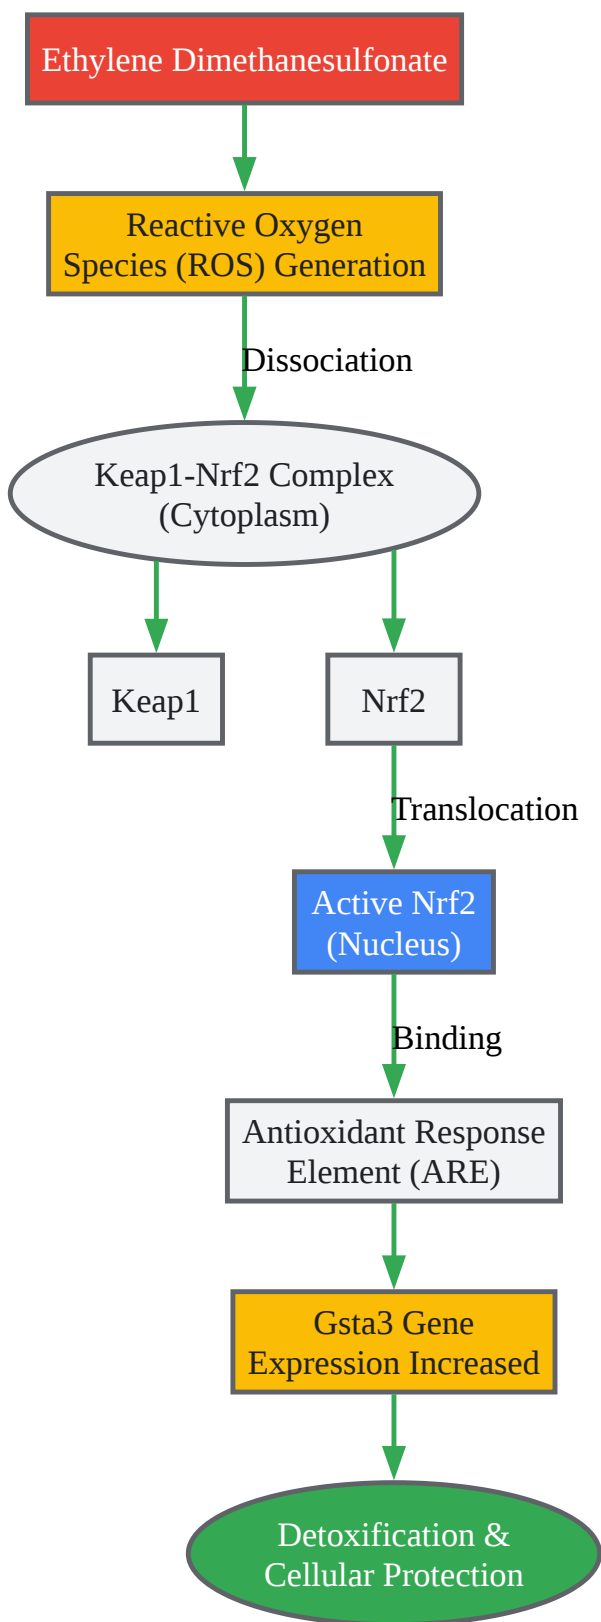 Ethylene Dimethanesulfonate
Reactive Oxygen
Species (ROS) Generation
Dissociation
Keap1-Nrf2 Complex
(Cytoplasm)
Keap1
Nrf2
Translocation
Active Nrf2
(Nucleus)
Binding
Antioxidant Response
Element (ARE)
Gsta3 Gene
Expression Increased
Detoxification &
Cellular Protection